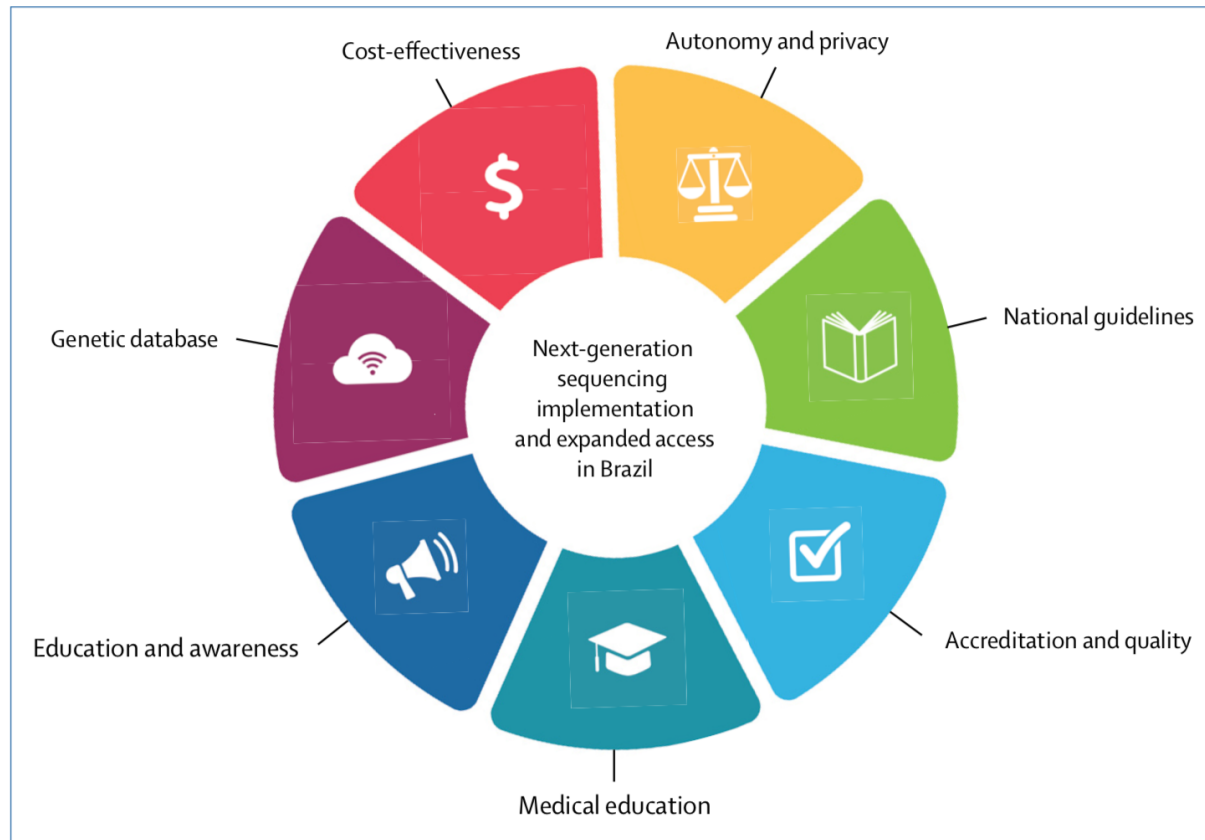 Cost-effectiveness
Autonomy and privacy
National guidelines
Accreditation and quality
Medical education
Education and awareness
Genetic database
$
Next-generation
sequencing
implementation
and expanded access
in Brazil